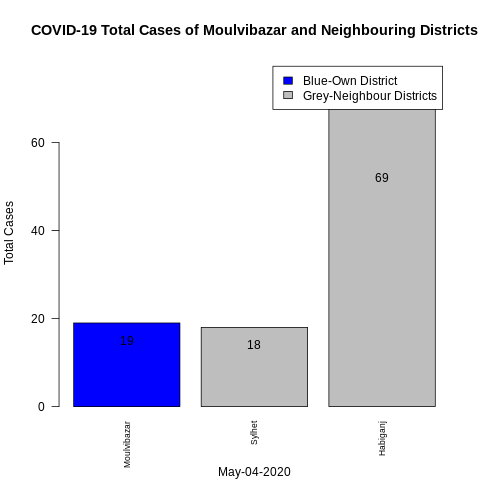 COVID-19 Total Cases of Moulvibazar and Neighbouring Districts
Blue-Own District
Grey-Neighbour Districts
Total Cases
60
40
20
0
69
19
18
Moulvibazar
Sylhet
Habiganj
May-04-2020